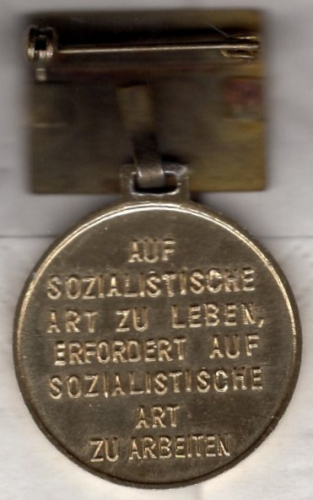 AUF
SOZIALISTISCHE
ART ZU LEBEN,
ERFORDERT AUF
SOZIALISTISCHE
ART
ZU ARBEITEN